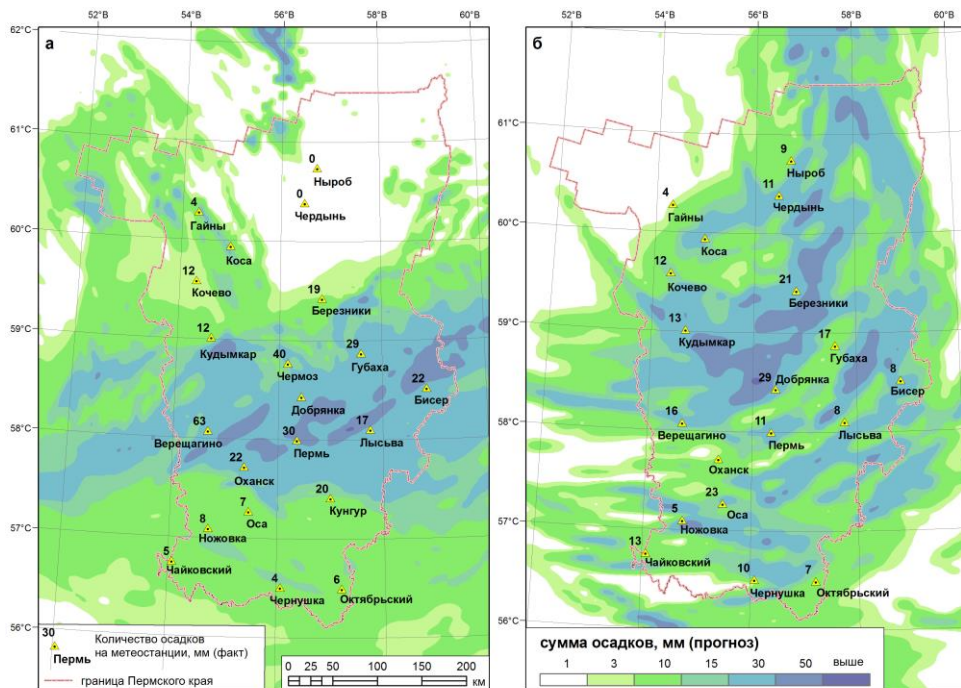 52°В 54°В 56°В 58°В 60°В
62°С
а
61°С
0
Ныроб
0
Чердынь
4
Гайны
60°С
Коса
12
Кочево
19
Березники
59°С
12
Кудымкар
40
Чермоз
29
Губаха
22
Бисер
Добрянка
63
Верещагино
58°С
30
Пермь
17
Лысьва
22
Оханск
20
Кунгур
7
Оса
8
Ножовка
57°С
5
Чайковский
4
Чернушка
6
Октябрьский
56°С
30
Пермь
Количество осадков
на метеостанции, мм (факт)
граница Пермского края
0 25 50 100 150 200
км
52°В 54°В 56°В 58°В 60°В
б
61°С
9
Ныроб
11
Чердынь
4
Гайны
60°С
Коса
12
Кочево
21
Березники
59°С
13
Кудымкар
17
Губаха
29
Добрянка
8
Бисер
16
Верещагино
58°С
11
Пермь
8
Лысьва
Оханск
23
Оса
5
Ножовка
57°С
13
Чайковский
10
Чернушка
7
Октябрьский
56°С
сумма осадков, мм (прогноз)
1 3 10 15 30 50 выше